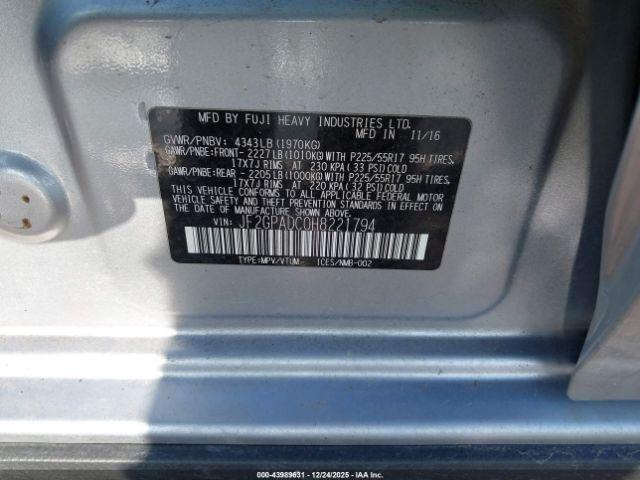 MFD BY FUJI HEAVY INDUSTRIES LTD.
MFD IN 11/16
GVWR/PNBV: 4343LB(1970KG)
GAWR/PNBE:FRONT-2227LB(1010KG)WITH P225/55R17 95H TIRES.
17X7J RIMS AT 230 KPA(33 PSI)COLD
GAWR/PNBE:REAR -2205LB(1000KG)WITH P225/55R17 95H TIRES.
17X7J RIMS AT 220 KPA(32 PSI)COLD
THIS VEHICLE CONFORMS TO ALL APPLICABLE FEDERAL MOTOR
VEHICLE SAFETY AND THEFT PREVENTION STANDARDS IN EFFECT
ON THE DATE OF MANUFACTURE SHOWN ABOVE.
VIN: JF2GPADC0H8221794
TYPE:MPV/VTUM ICES/NMB-002
000-43989631 - 12/24/2025 - IAA Inc.